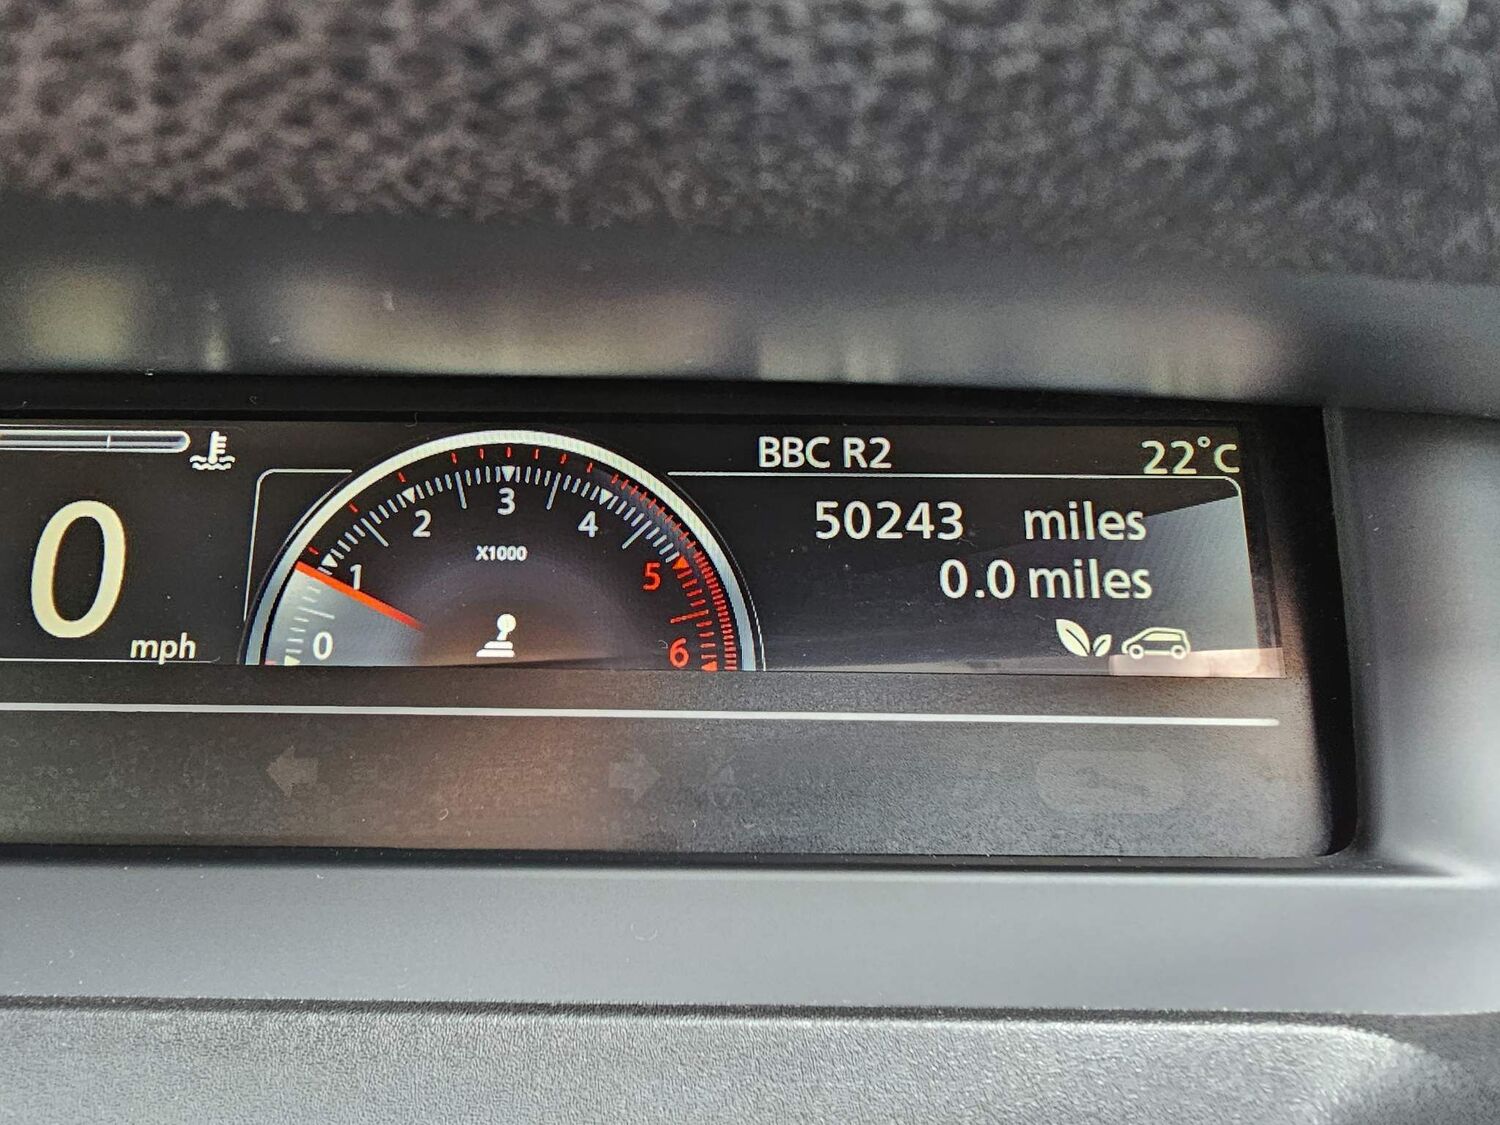 BBC R2 22°C
50243 miles
0.0 miles
0
mph
0 1 2 3 4 5 6
X1000